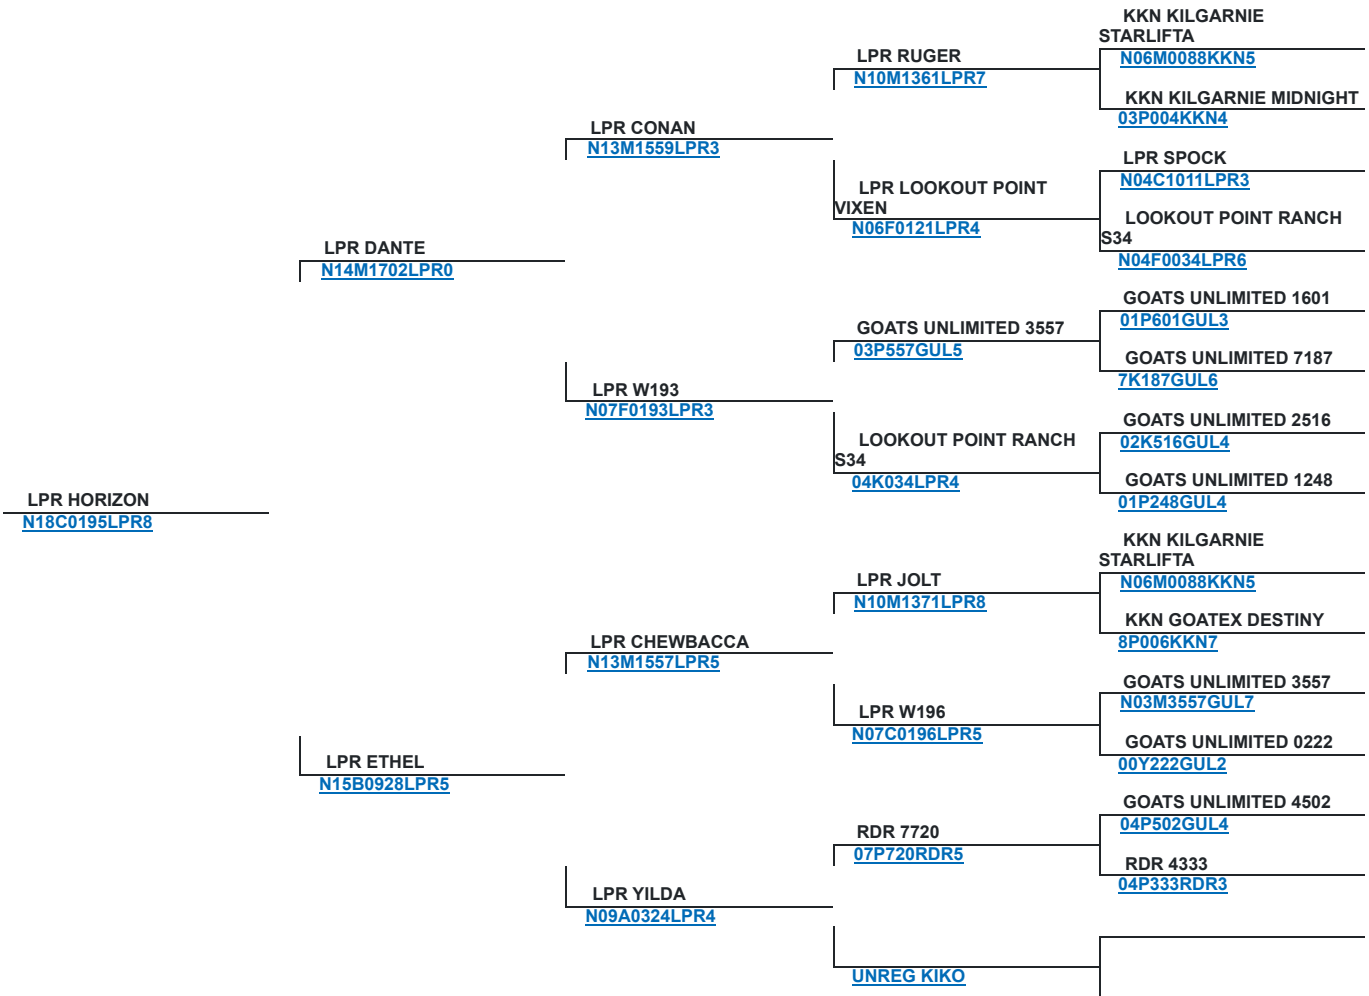 KKN KILGARNIE
STARLIFTA
N06M0088KKN5
LPR RUGER
N10M1361LPR7
KKN KILGARNIE MIDNIGHT
03P004KKN4
LPR CONAN
N13M1559LPR3
LPR SPOCK
N04C1011LPR3
LPR LOOKOUT POINT
VIXEN
N06F0121LPR4
LOOKOUT POINT RANCH
S34
N04F0034LPR6
LPR DANTE
N14M1702LPR0
GOATS UNLIMITED 1601
01P601GUL3
GOATS UNLIMITED 3557
03P557GUL5
GOATS UNLIMITED 7187
7K187GUL6
LPR W193
N07F0193LPR3
GOATS UNLIMITED 2516
02K516GUL4
LOOKOUT POINT RANCH
S34
04K034LPR4
GOATS UNLIMITED 1248
01P248GUL4
LPR HORIZON
N18C0195LPR8
KKN KILGARNIE
STARLIFTA
N06M0088KKN5
LPR JOLT
N10M1371LPR8
KKN GOATEX DESTINY
8P006KKN7
LPR CHEWBACCA
N13M1557LPR5
GOATS UNLIMITED 3557
N03M3557GUL7
LPR W196
N07C0196LPR5
GOATS UNLIMITED 0222
00Y222GUL2
LPR ETHEL
N15B0928LPR5
GOATS UNLIMITED 4502
04P502GUL4
RDR 7720
07P720RDR5
RDR 4333
04P333RDR3
LPR YILDA
N09A0324LPR4
UNREG KIKO